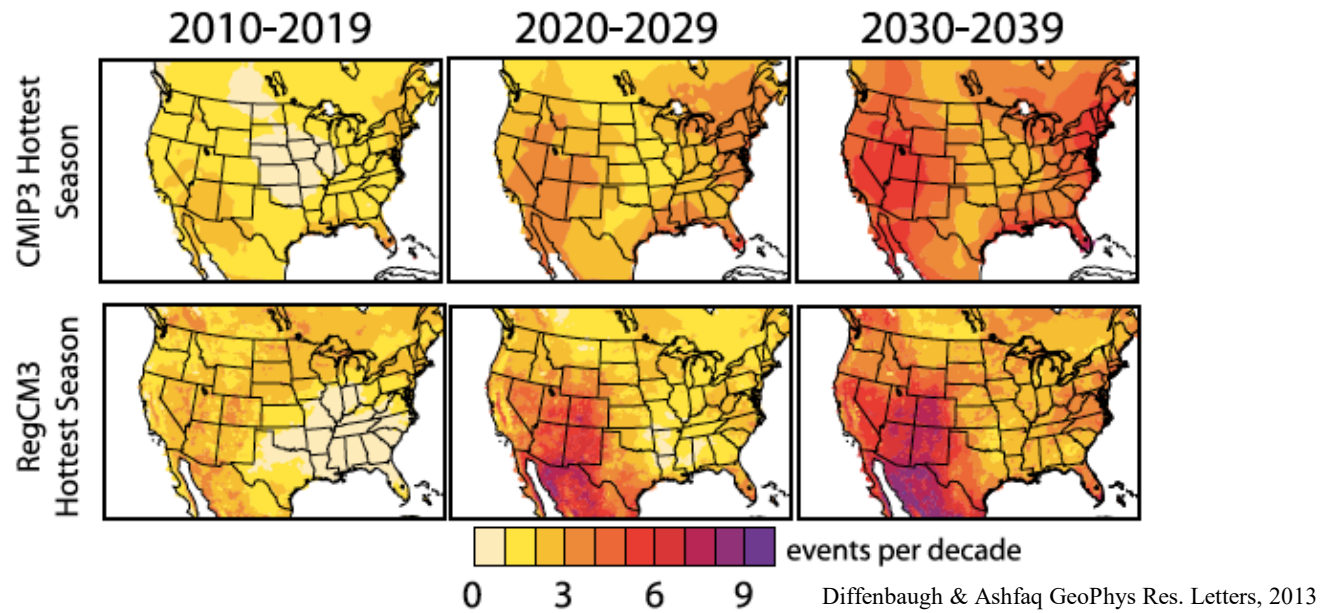 2010-2019 2020-2029 2030-2039
CMIP3 Hottest
Season
RegCM3
Hottest Season
events per decade
0 3 6 9
Diffenbaugh & Ashfaq GeoPhys Res. Letters, 2013